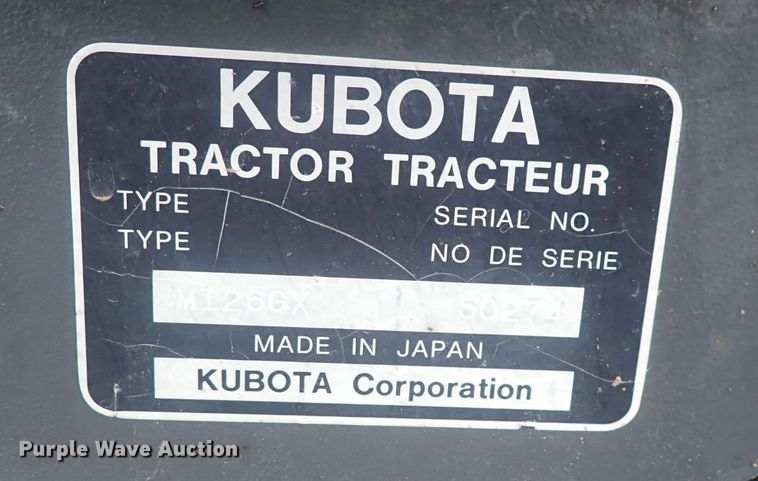 KUBOTA
TRACTOR TRACTEUR
TYPE SERIAL NO.
TYPE NO DE SERIE
M126GX 50274
MADE IN JAPAN
KUBOTA Corporation
Purple Wave Auction